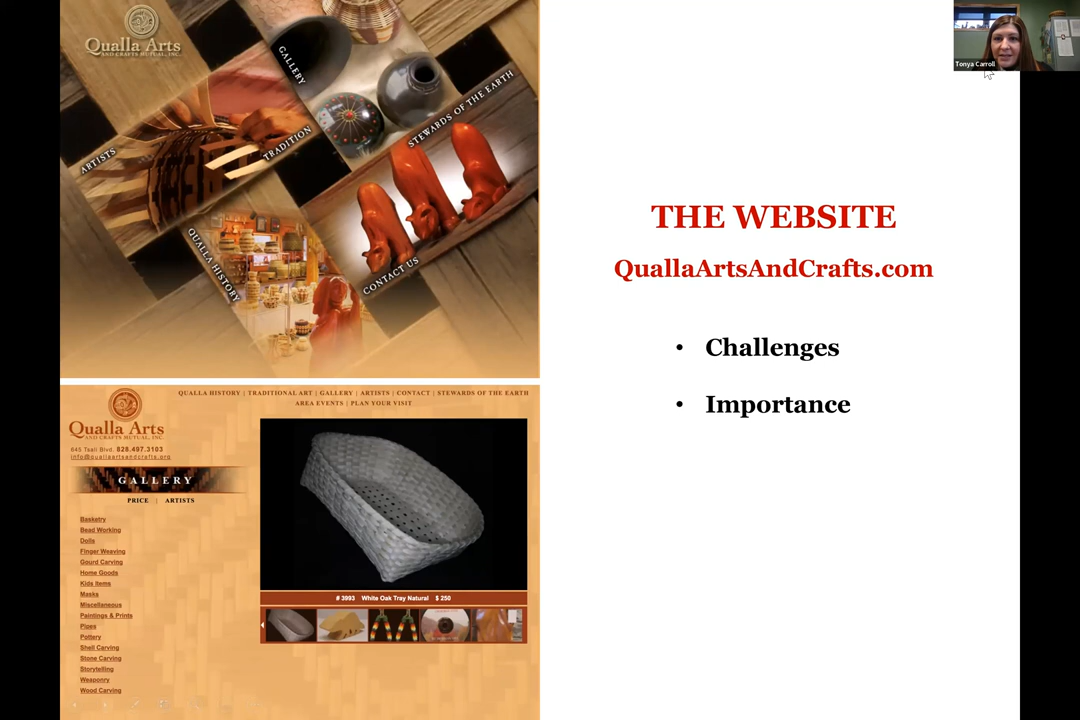 Qualla Arts
AND CRAFTS MUTUAL, INC.
GALLERY
STEWARDS OF THE EARTH
ARTISTS
TRADITION
QUALLA HISTORY
CONTACT US
Qualla Arts
AND CRAFTS MUTUAL, INC.
645 Tsali Blvd. 828.497.3103
info@quallaartsandcrafts.org
QUALLA HISTORY | TRADITIONAL ART | GALLERY | ARTISTS | CONTACT | STEWARDS OF THE EARTH
AREA EVENTS | PLAN YOUR VISIT
GALLERY
PRICE | ARTISTS
Basketry
Bead Working
Dolls
Finger Weaving
Gourd Carving
Home Goods
Kids Items
Masks
Miscellaneous
Paintings & Prints
Pipes
Pottery
Shell Carving
Stone Carving
Storytelling
Weaponry
Wood Carving
# 3993 White Oak Tray Natural $ 250
THE WEBSITE
QuallaArtsAndCrafts.com
• Challenges
• Importance
Tonya Carroll